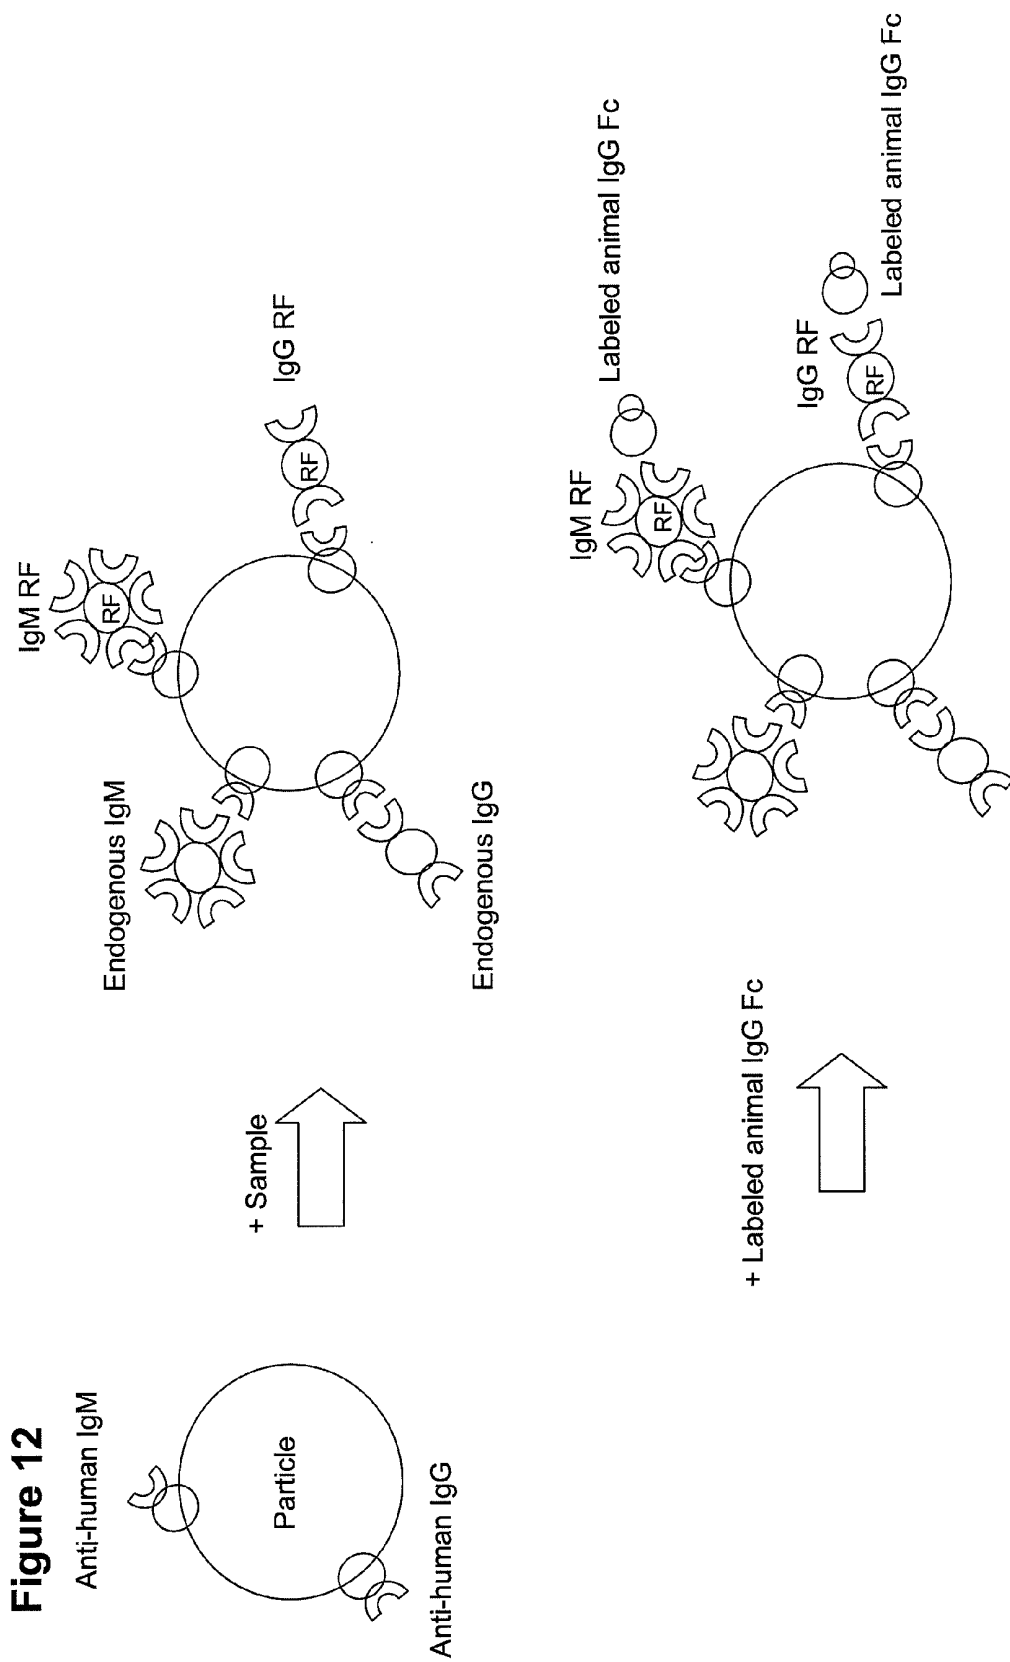 Figure 12
Anti-human IgM
Particle
Anti-human IgG
+ Sample
Endogenous IgM
IgM RF
RF
IgG RF
RF
Endogenous IgG
+ Labeled animal IgG Fc
IgM RF
RF
Labeled animal IgG Fc
IgG RF
RF
Labeled animal IgG Fc